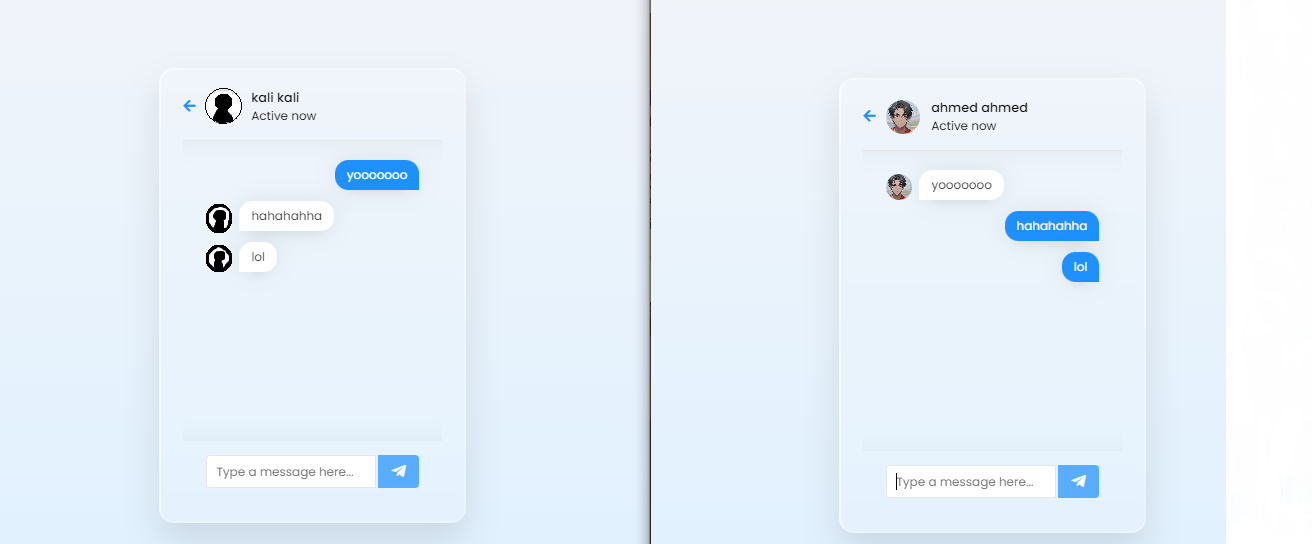 kali kali
Active now
yooooooo
hahahahha
lol
Type a message here...
ahmed ahmed
Active now
yooooooo
hahahahha
lol
Type a message here...